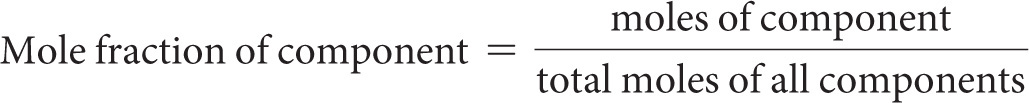 Mole fraction of component = moles of component / total moles of all components